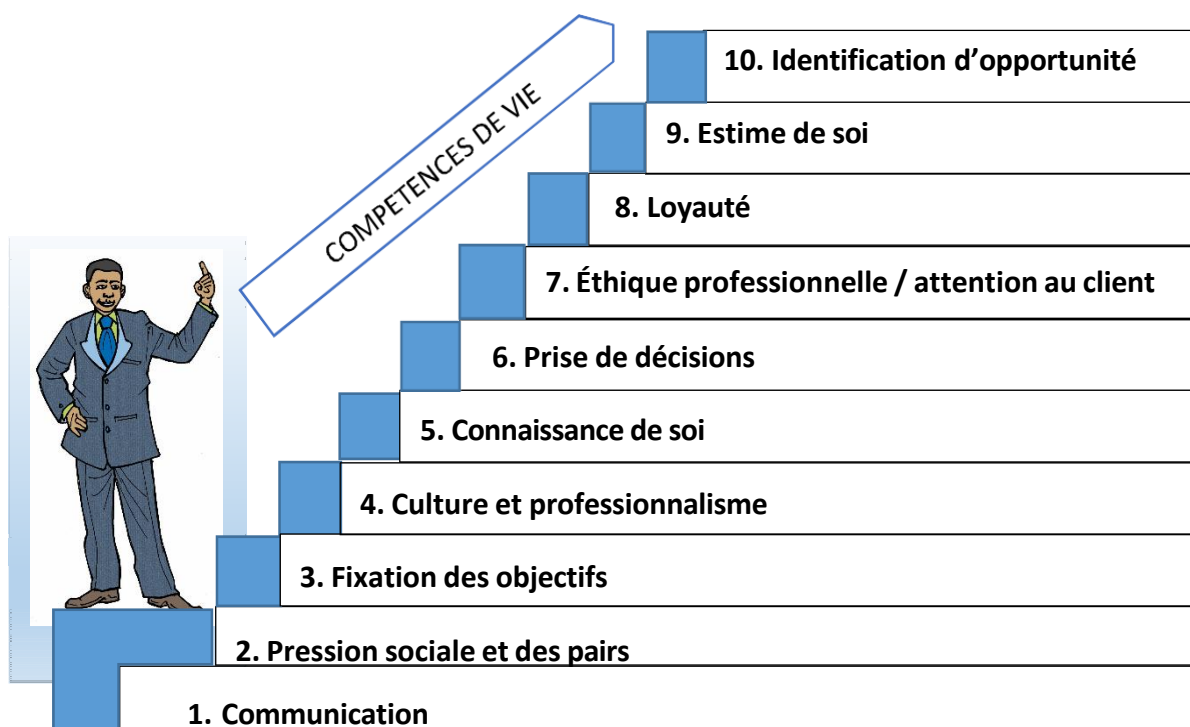 COMPETENCES DE VIE
10. Identification d’opportunité
9. Estime de soi
8. Loyauté
7. Éthique professionnelle / attention au client
6. Prise de décisions
5. Connaissance de soi
4. Culture et professionnalisme
3. Fixation des objectifs
2. Pression sociale et des pairs
1. Communication